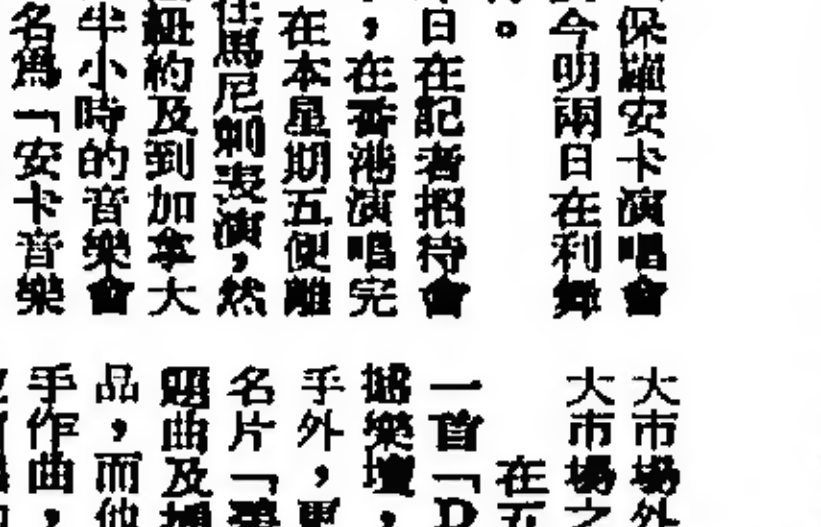 保羅安卡演唱會
今明兩日在利舞
。
日在記者招待會
，在香港演唱完
在本星期五便離
馬尼剌表演，然
紐約及到加拿大
半小時的音樂會
名爲「安卡音樂
大市場外
大市場之
在五
一首「D
樂壇，
乎外，更
名片「
題曲及插
品，而他
手作曲，